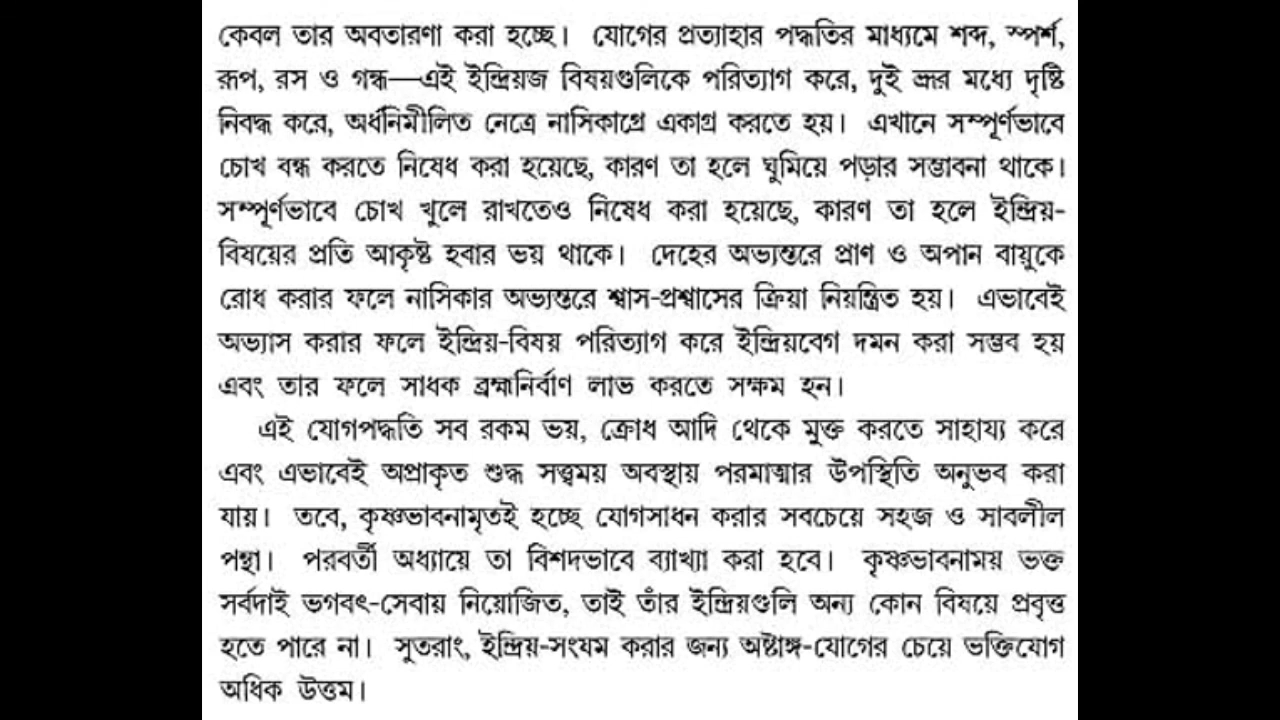 কেবল তার অবতারণা করা হচ্ছে। যোগের প্রত্যাহার পদ্ধতির মাধ্যমে শব্দ, স্পর্শ,
রূপ, রস ও গন্ধ—এই ইন্দ্রিয়জ বিষয়গুলিকে পরিত্যাগ করে, দুই ভ্রূর মধ্যে দৃষ্টি
নিবদ্ধ করে, অর্ধনিমীলিত নেত্রে নাসিকাগ্রে একাগ্র করতে হয়। এখানে সম্পূর্ণভাবে
চোখ বন্ধ করতে নিষেধ করা হয়েছে, কারণ তা হলে ঘুমিয়ে পড়ার সম্ভাবনা থাকে।
সম্পূর্ণভাবে চোখ খুলে রাখতেও নিষেধ করা হয়েছে, কারণ তা হলে ইন্দ্রিয়-
বিষয়ের প্রতি আকৃষ্ট হবার ভয় থাকে। দেহের অভ্যন্তরে প্রাণ ও অপান বায়ুকে
রোধ করার ফলে নাসিকার অভ্যন্তরে শ্বাস-প্রশ্বাসের ক্রিয়া নিয়ন্ত্রিত হয়। এভাবেই
অভ্যাস করার ফলে ইন্দ্রিয়-বিষয় পরিত্যাগ করে ইন্দ্রিয়বেগ দমন করা সম্ভব হয়
এবং তার ফলে সাধক ব্রহ্মনির্বাণ লাভ করতে সক্ষম হন।
এই যোগপদ্ধতি সব রকম ভয়, ক্রোধ আদি থেকে মুক্ত করতে সাহায্য করে
এবং এভাবেই অপ্রাকৃত শুদ্ধ সত্ত্বময় অবস্থায় পরমাত্মার উপস্থিতি অনুভব করা
যায়। তবে, কৃষ্ণভাবনামৃতই হচ্ছে যোগসাধন করার সবচেয়ে সহজ ও সাবলীল
পন্থা। পরবর্তী অধ্যায়ে তা বিশদভাবে ব্যাখ্যা করা হবে। কৃষ্ণভাবনাময় ভক্ত
সর্বদাই ভগবৎ-সেবায় নিয়োজিত, তাই তাঁর ইন্দ্রিয়গুলি অন্য কোন বিষয়ে প্রবৃত্ত
হতে পারে না। সুতরাং, ইন্দ্রিয়-সংযম করার জন্য অষ্টাঙ্গ-যোগের চেয়ে ভক্তিযোগ
অধিক উত্তম।